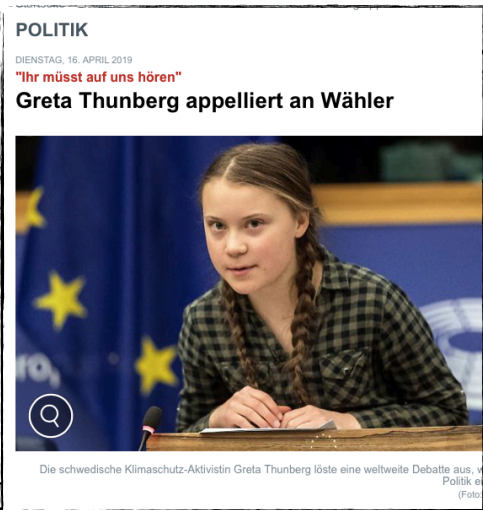 POLITIK
DIENSTAG, 16. APRIL 2019
"Ihr müsst auf uns hören"
Greta Thunberg appelliert an Wähler
ro,
Die schwedische Klimaschutz-Aktivistin Greta Thunberg löste eine weltweite Debatte aus,
Politik
(Foto: